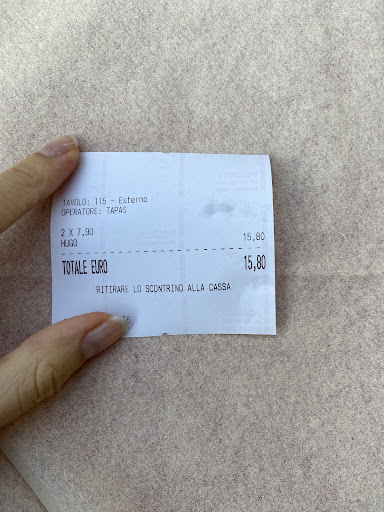 TAVOLO: 115 - Esterno
OPERATORE: TAPAS
2 X 7,90
HUGO 15,80
TOTALE EURO 15,80
RITIRARE LO SCONTRINO ALLA CASSA